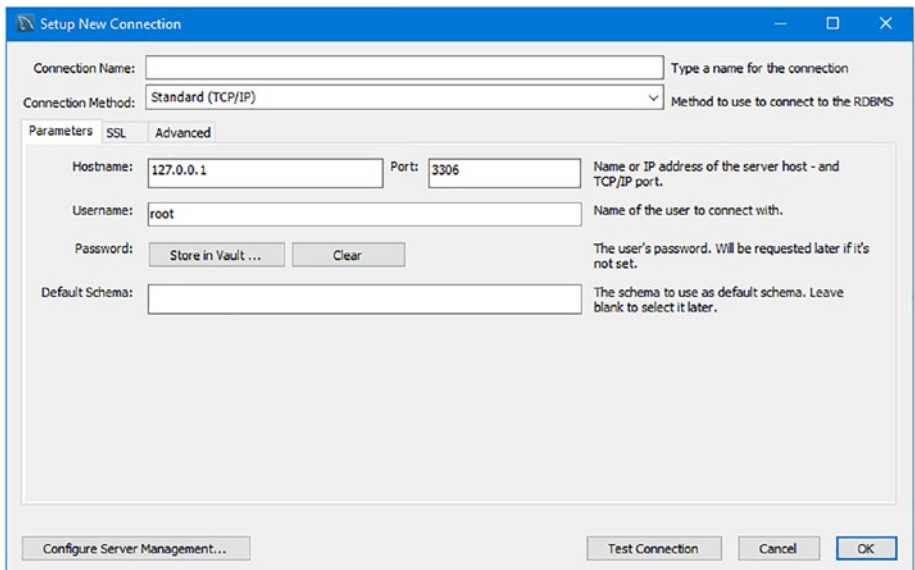 Setup New Connection
Connection Name: Type a name for the connection
Connection Method: Standard (TCP/IP) Method to use to connect to the RDBMS
Parameters SSL Advanced
Hostname: 127.0.0.1 Port: 3306 Name or IP address of the server host - and
TCP/IP port.
Username: root Name of the user to connect with.
Password: Store in Vault ... Clear The user's password. Will be requested later if it's
not set.
Default Schema: The schema to use as default schema. Leave
blank to select it later.
Configure Server Management... Test Connection Cancel OK